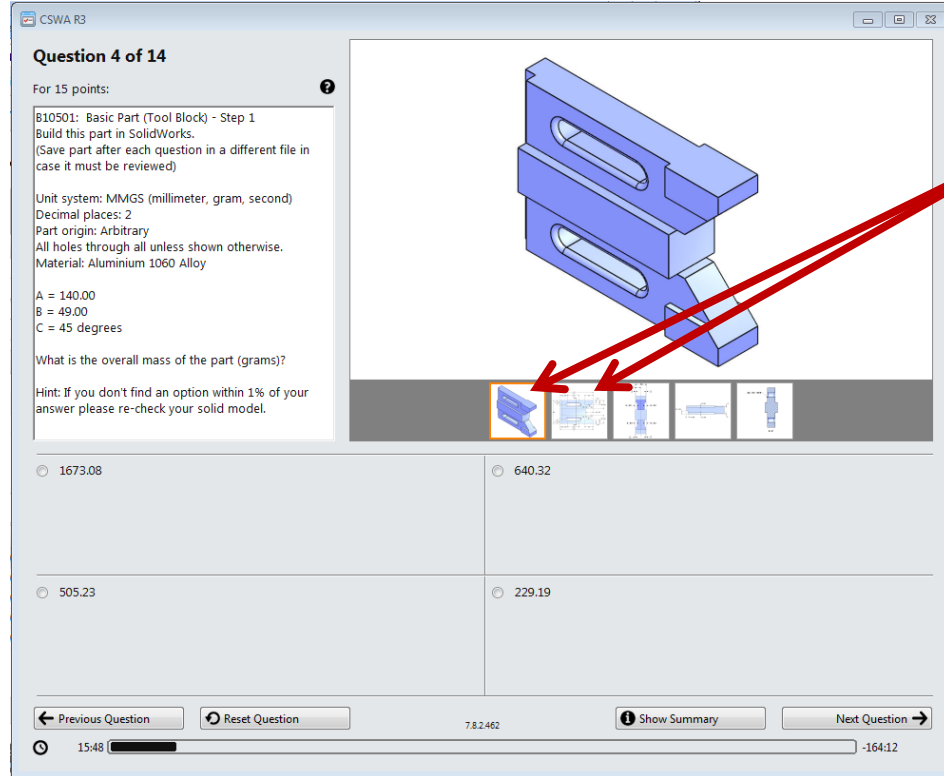 CSWA R3
Question 4 of 14
For 15 points:
B10501:  Basic Part (Tool Block) - Step 1
Build this part in SolidWorks.
(Save part after each question in a different file in
case it must be reviewed)
Unit system: MMGS (millimeter, gram, second)
Decimal places: 2
Part origin: Arbitrary
All holes through all unless shown otherwise.
Material: Aluminium 1060 Alloy
A = 140.00
B = 49.00
C = 45 degrees
What is the overall mass of the part (grams)?
Hint: If you don't find an option within 1% of your
answer please re-check your solid model.
1673.08
640.32
505.23
229.19
Previous Question
Reset Question
7.8.2.462
Show Summary
Next Question
15:48
-164:12